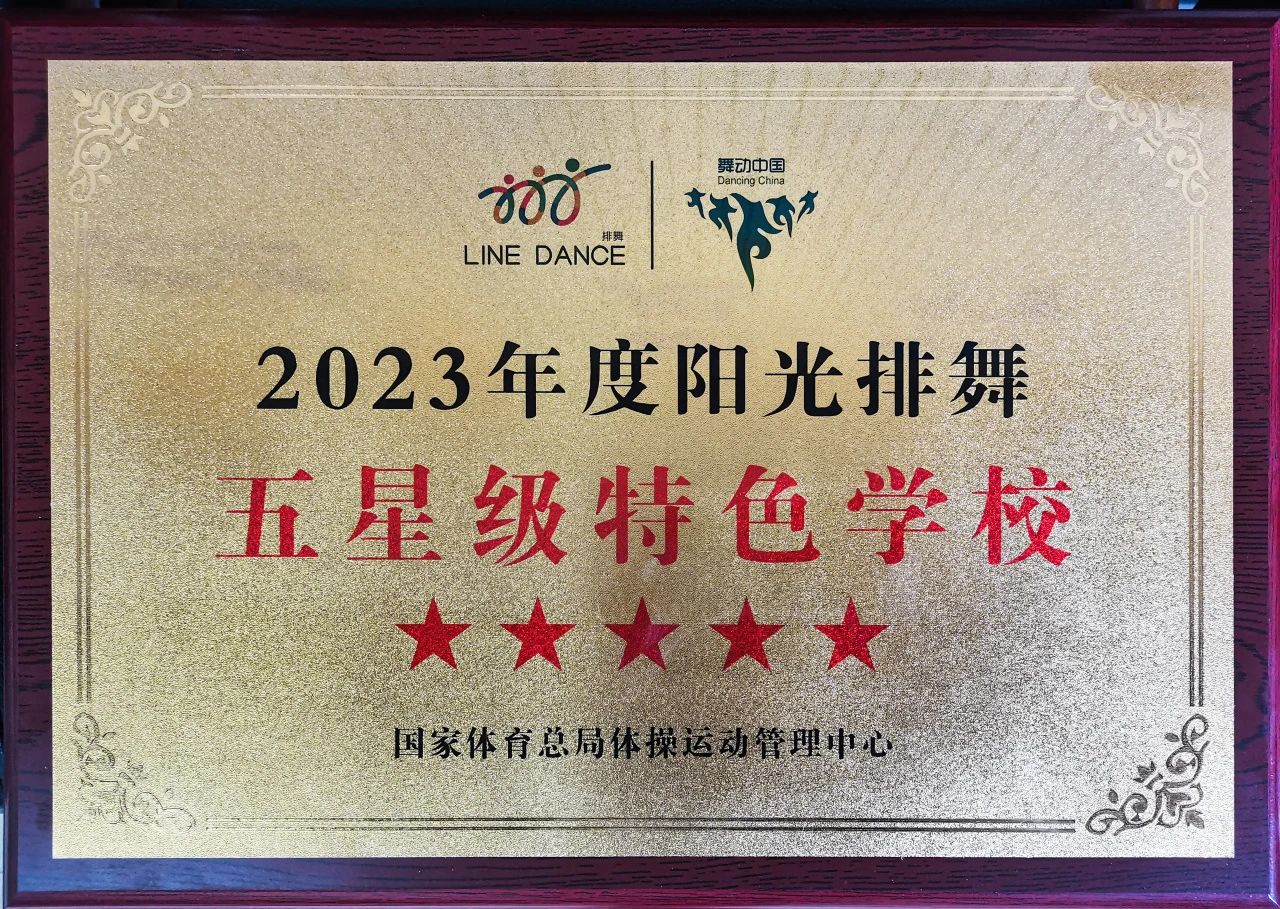 排舞
LINE DANCE
舞动中国
Dancing China
2023年度阳光排舞
五星级特色学校
国家体育总局体操运动管理中心